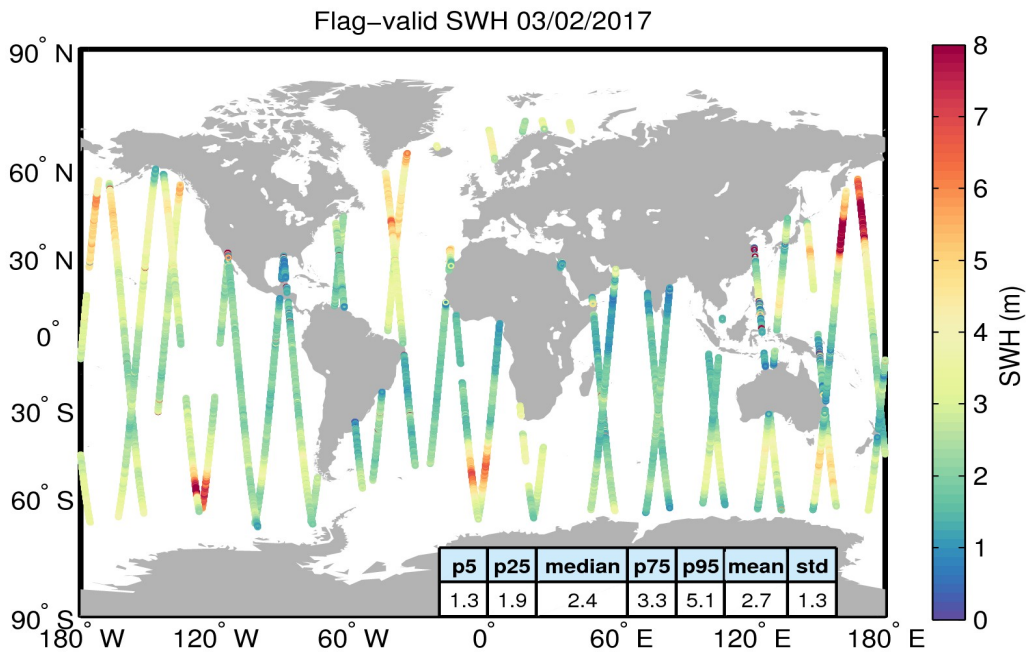 Flag−valid SWH 03/02/2017
90° N
60° N
30° N
0°
30° S
60° S
90° S
180° W
120° W
60° W
0°
60° E
120° E
180° E
p5 p25 median p75 p95 mean std
1.3 1.9 2.4 3.3 5.1 2.7 1.3
8
7
6
5
4
3
2
1
0
SWH (m)